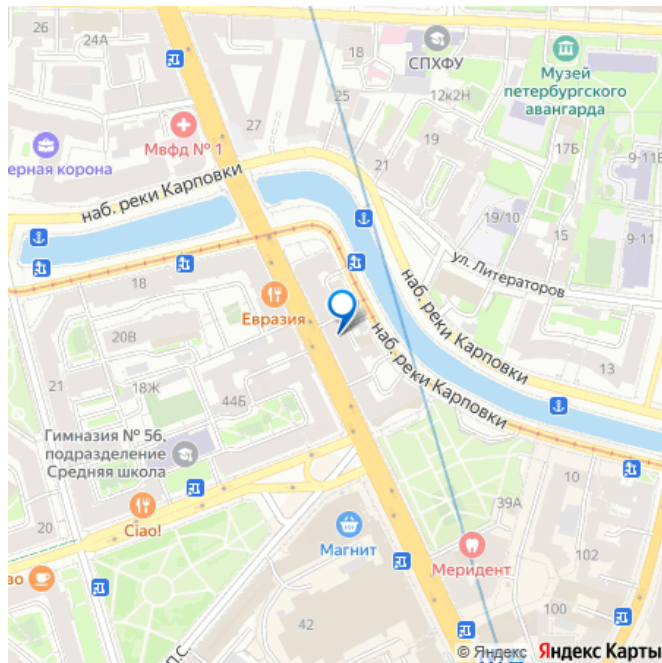 26
24А
18
СПХФУ
Музей
петербургского
авангарда
12к2Н
25
27
Мвфд № 1
ерная корона
наб. реки Карповки
19
21
17Б
9-11В
19/10
15
9-11
ул. Литераторов
18
Евразия
наб. реки Карповки
наб. реки Карповки
20В
21
18Ж
44Б
13
Гимназия № 56,
подразделение
Средняя школа
20
Ciao!
Магнит
39А
10
102
Меридент
100
во
42
© Яндекс Яндекс Карты